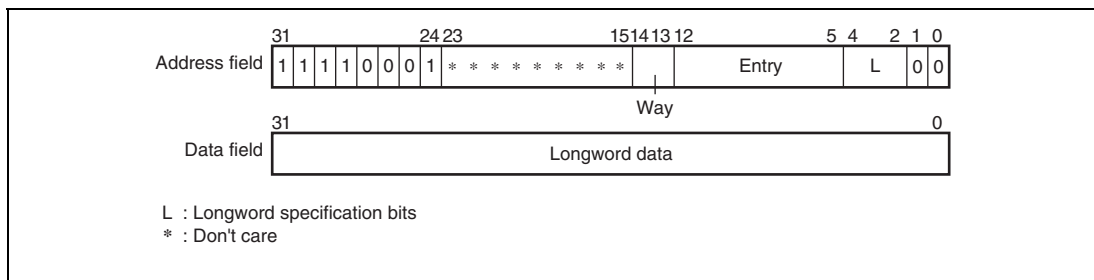 31 24 23 15 14 13 12 5 4 2 1 0
Address field 1 1 1 1 0 0 0 1 * * * * * * * * * Entry L 0 0
Way
31 0
Data field Longword data
L : Longword specification bits
* : Don't care